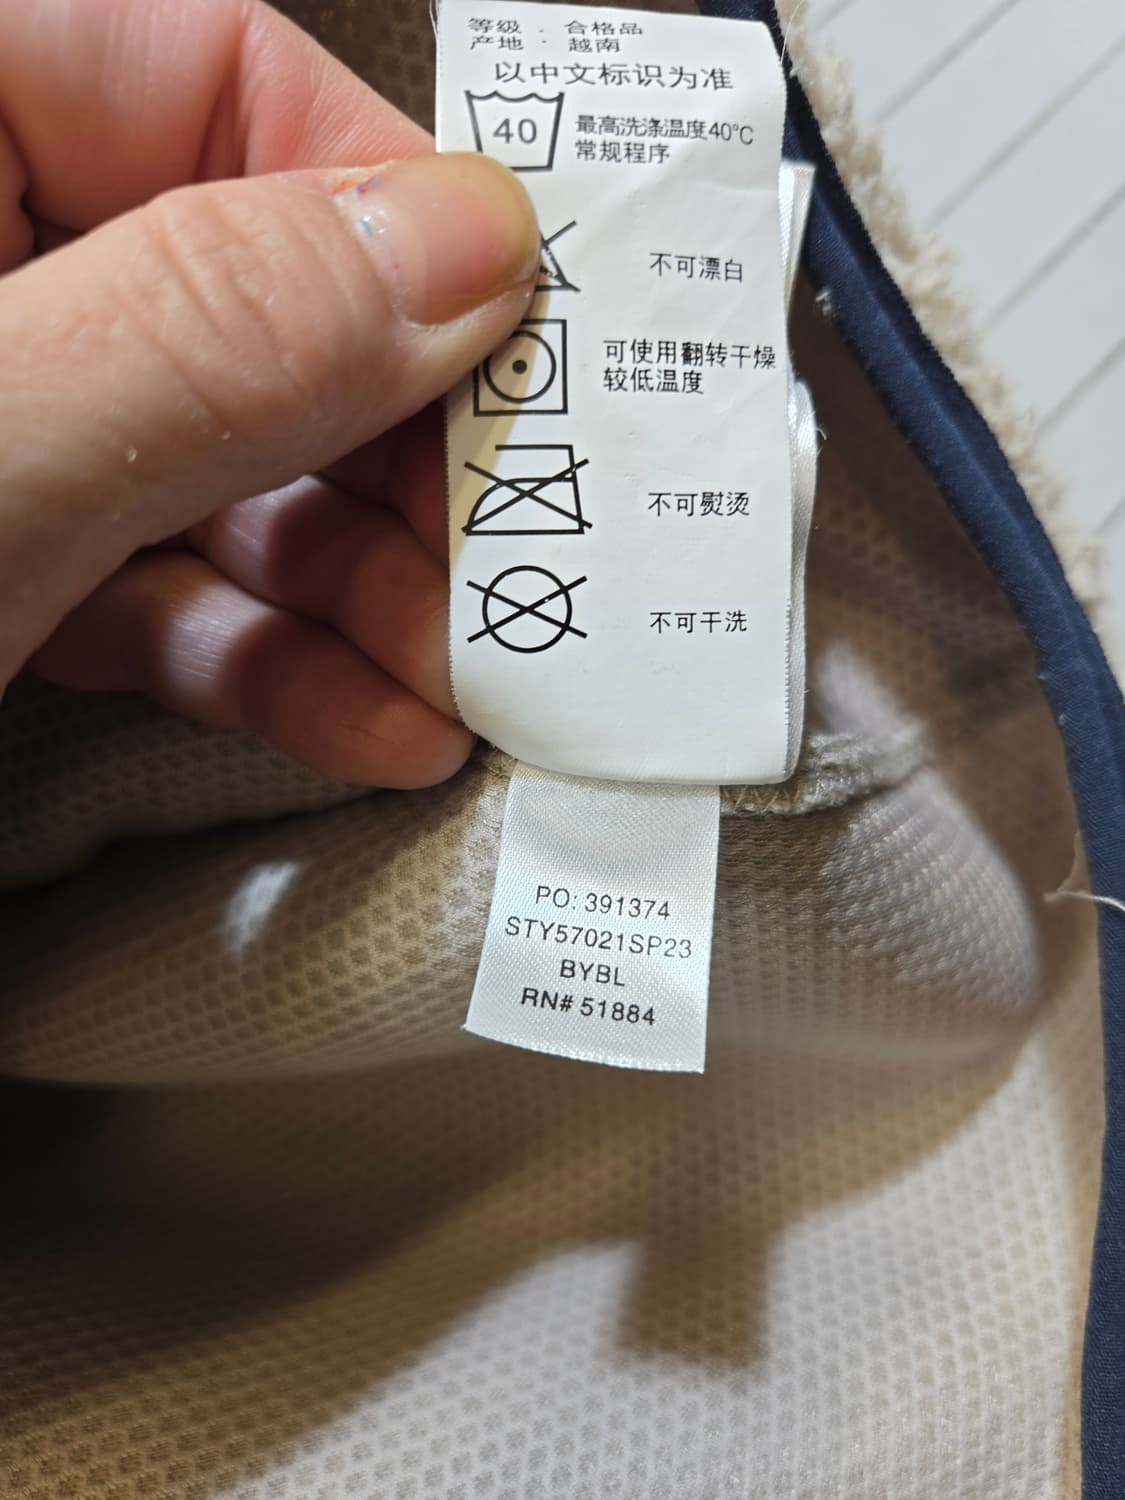 等级 : 合格品
产地 : 越南
以中文标识为准
40
最高洗涤温度40°C
常规程序
不可漂白
可使用翻转干燥
较低温度
不可熨烫
不可干洗
PO: 391374
STY57021SP23
BYBL
RN# 51884